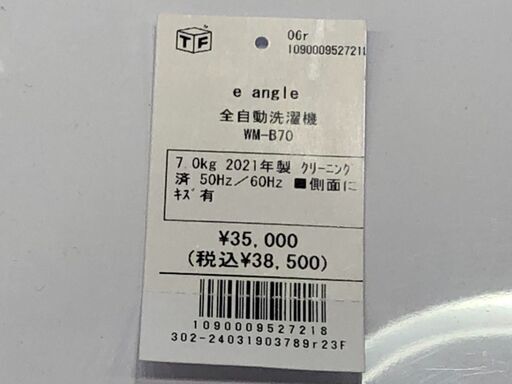 TF
06r
1090009527218
e angle
全自動洗濯機
WM-B70
7.0kg 2021年製 ｸﾘｰﾆﾝｸﾞ
済 50Hz／60Hz ■側面に
ｷｽﾞ有
¥35,000
(税込¥38,500)
1090009527218
302-24031903789r23F